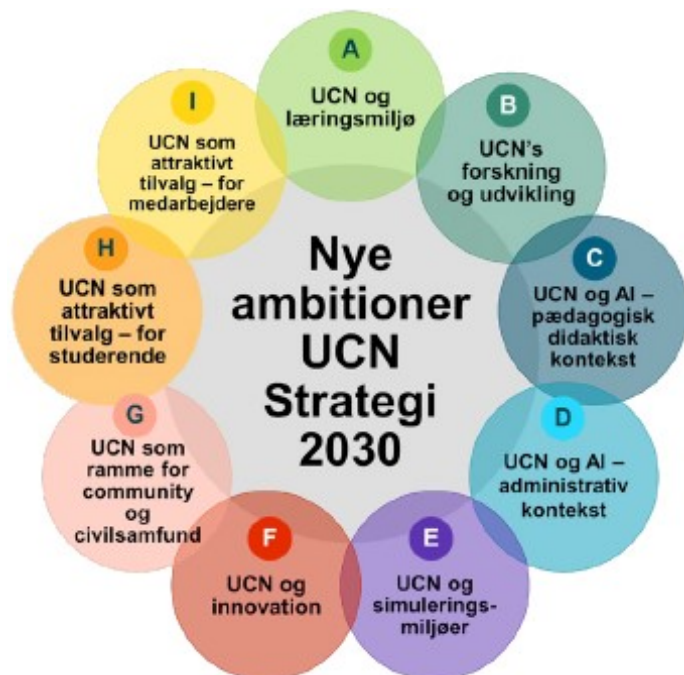 Nye
ambitioner
UCN
Strategi
2030
A
UCN og
læringsmiljø
B
UCN's
forskning
og udvikling
C
UCN og AI –
pædagogisk
didaktisk
kontekst
D
UCN og AI –
administrativ
kontekst
E
UCN og
simulerings-
miljøer
F
UCN og
innovation
G
UCN som
ramme for
community
og
civilsamfund
H
UCN som
attraktivt
tilvalg – for
studerende
I
UCN som
attraktivt
tilvalg – for
medarbejdere